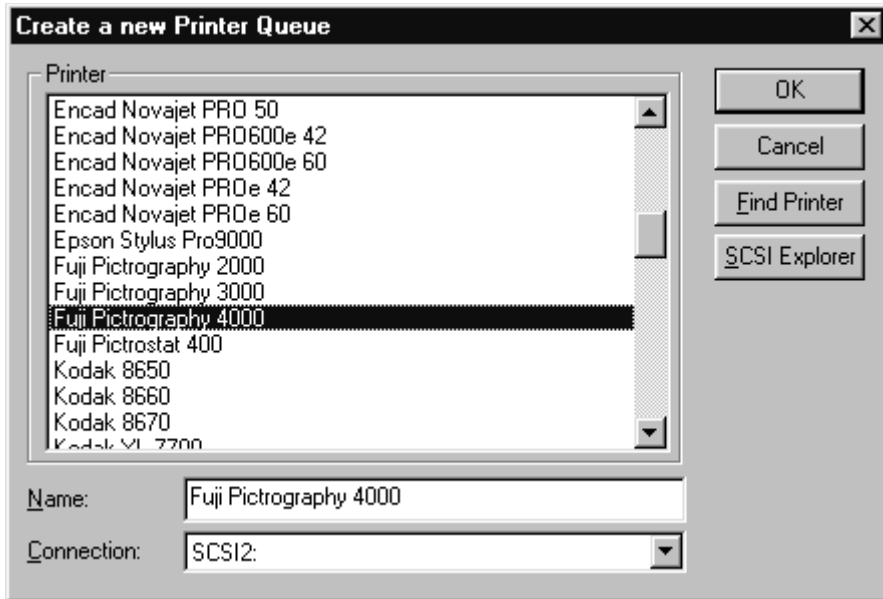 Create a new Printer Queue
Printer
Encad Novajet PRO 50
Encad Novajet PRO600e 42
Encad Novajet PRO600e 60
Encad Novajet PROe 42
Encad Novajet PROe 60
Epson Stylus Pro9000
Fuji Pictrography 2000
Fuji Pictrography 3000
Fuji Pictrography 4000
Fuji Pictrostat 400
Kodak 8650
Kodak 8660
Kodak 8670
Kodak XL 7700
OK
Cancel
Find Printer
SCSI Explorer
Name: Fuji Pictrography 4000
Connection: SCSI2: